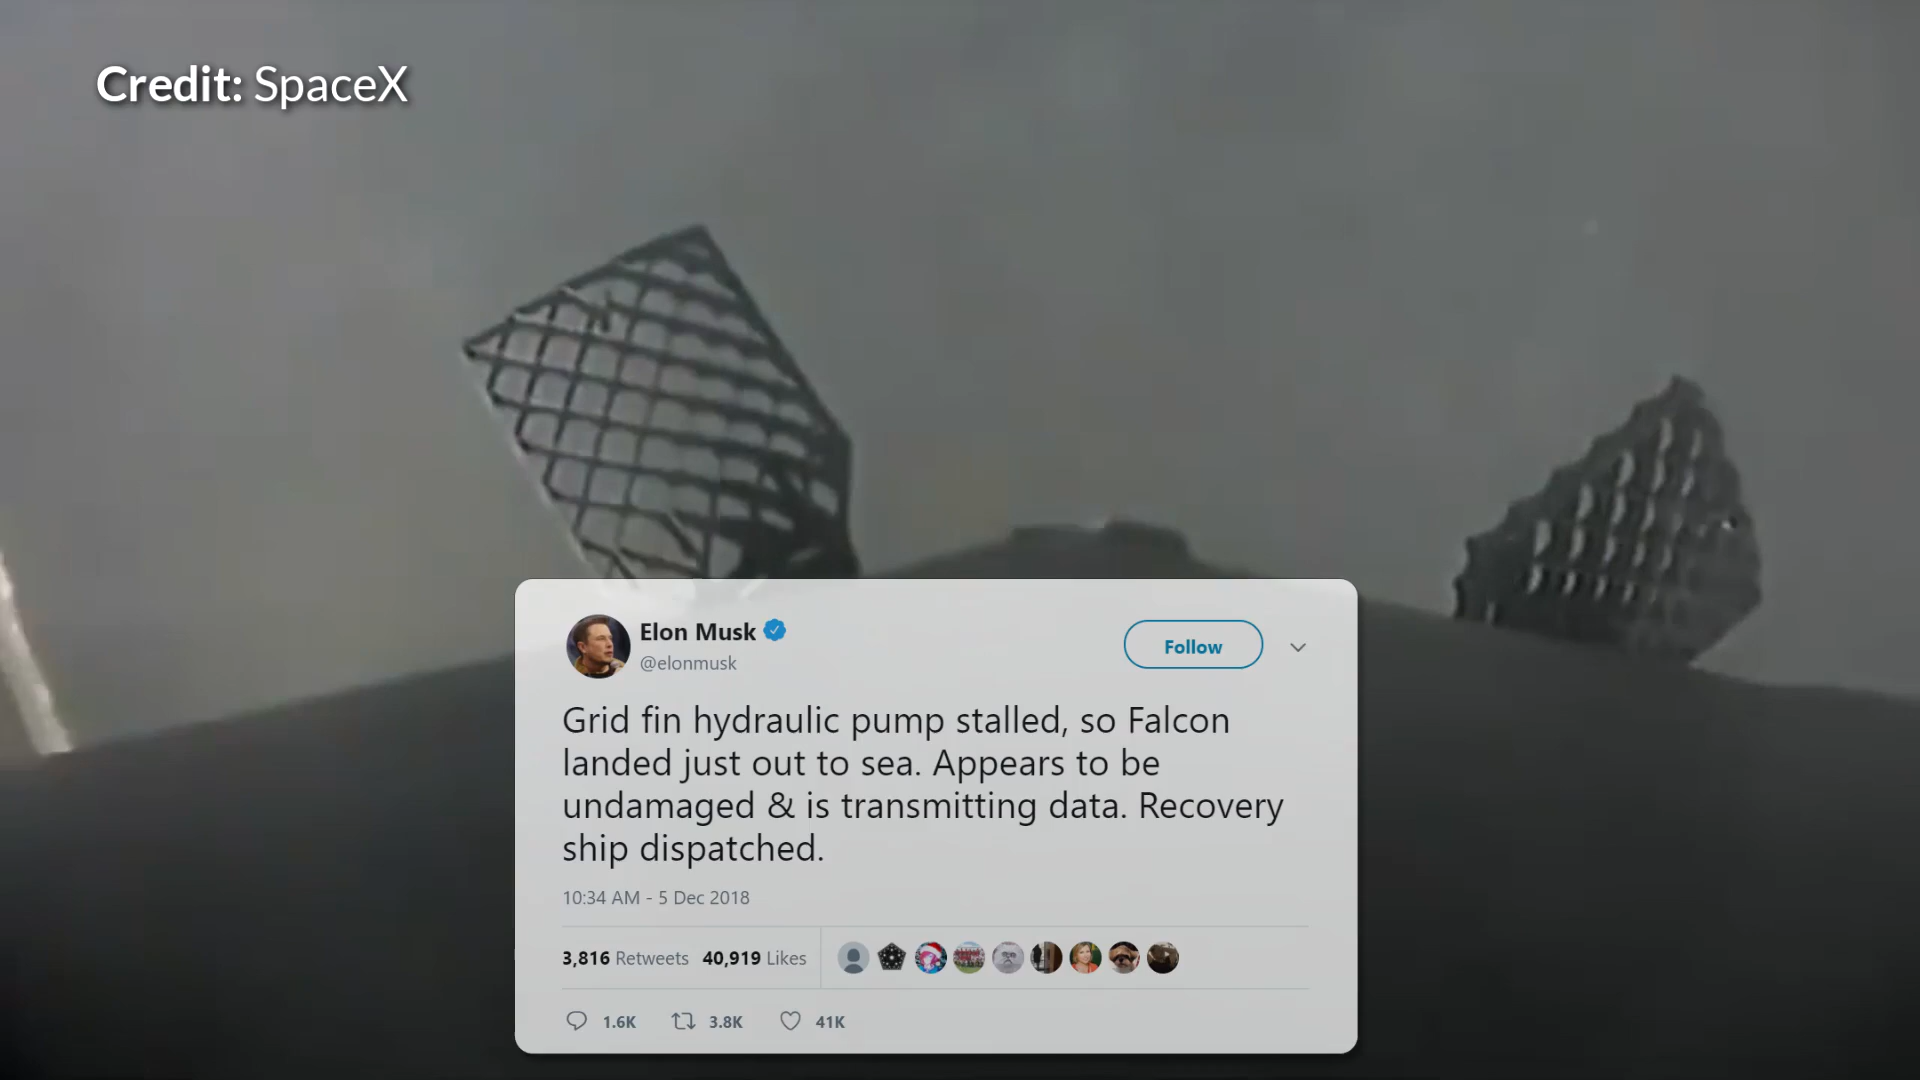 Credit: SpaceX
Elon Musk
@elonmusk
Follow
Grid fin hydraulic pump stalled, so Falcon
landed just out to sea. Appears to be
undamaged & is transmitting data. Recovery
ship dispatched.
10:34 AM - 5 Dec 2018
3,816 Retweets 40,919 Likes
1.6K 3.8K 41K